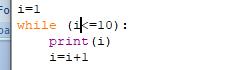 i=1
while (i<=10):
    print(i)
    i=i+1